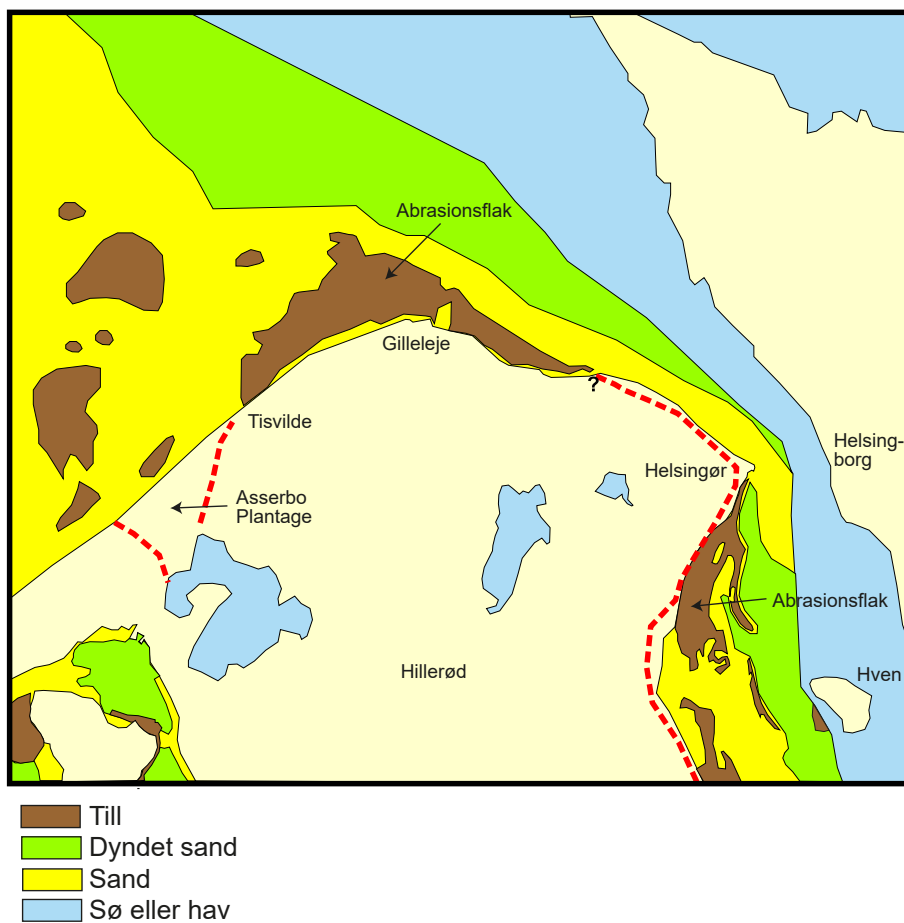 Abrasionsflak
Gilleleje
?
Tisvilde
Helsing-
borg
Helsingør
Asserbo
Plantage
Abrasionsflak
Hillerød
Hven
Till
Dyndet sand
Sand
Sø eller hav